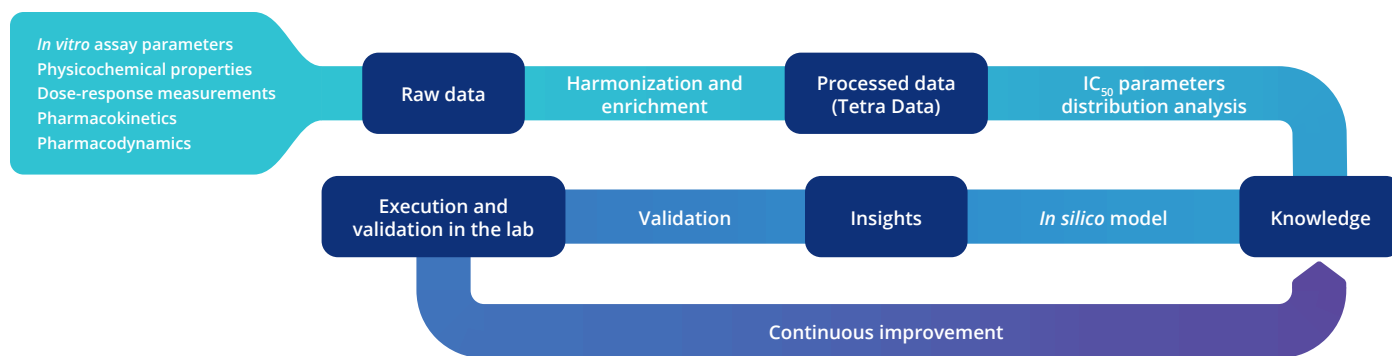 In vitro assay parameters
Physicochemical properties
Dose-response measurements
Pharmacokinetics
Pharmacodynamics
Raw data
Harmonization and
enrichment
Processed data
(Tetra Data)
IC₅₀ parameters
distribution analysis
Execution and
validation in the lab
Validation
Insights
In silico model
Knowledge
Continuous improvement